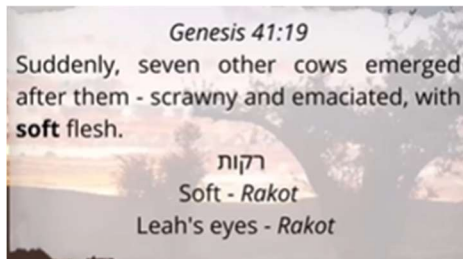 Genesis 41:19
Suddenly, seven other cows emerged
after them - scrawny and emaciated, with
soft flesh.
רקות
Soft - Rakot
Leah's eyes - Rakot